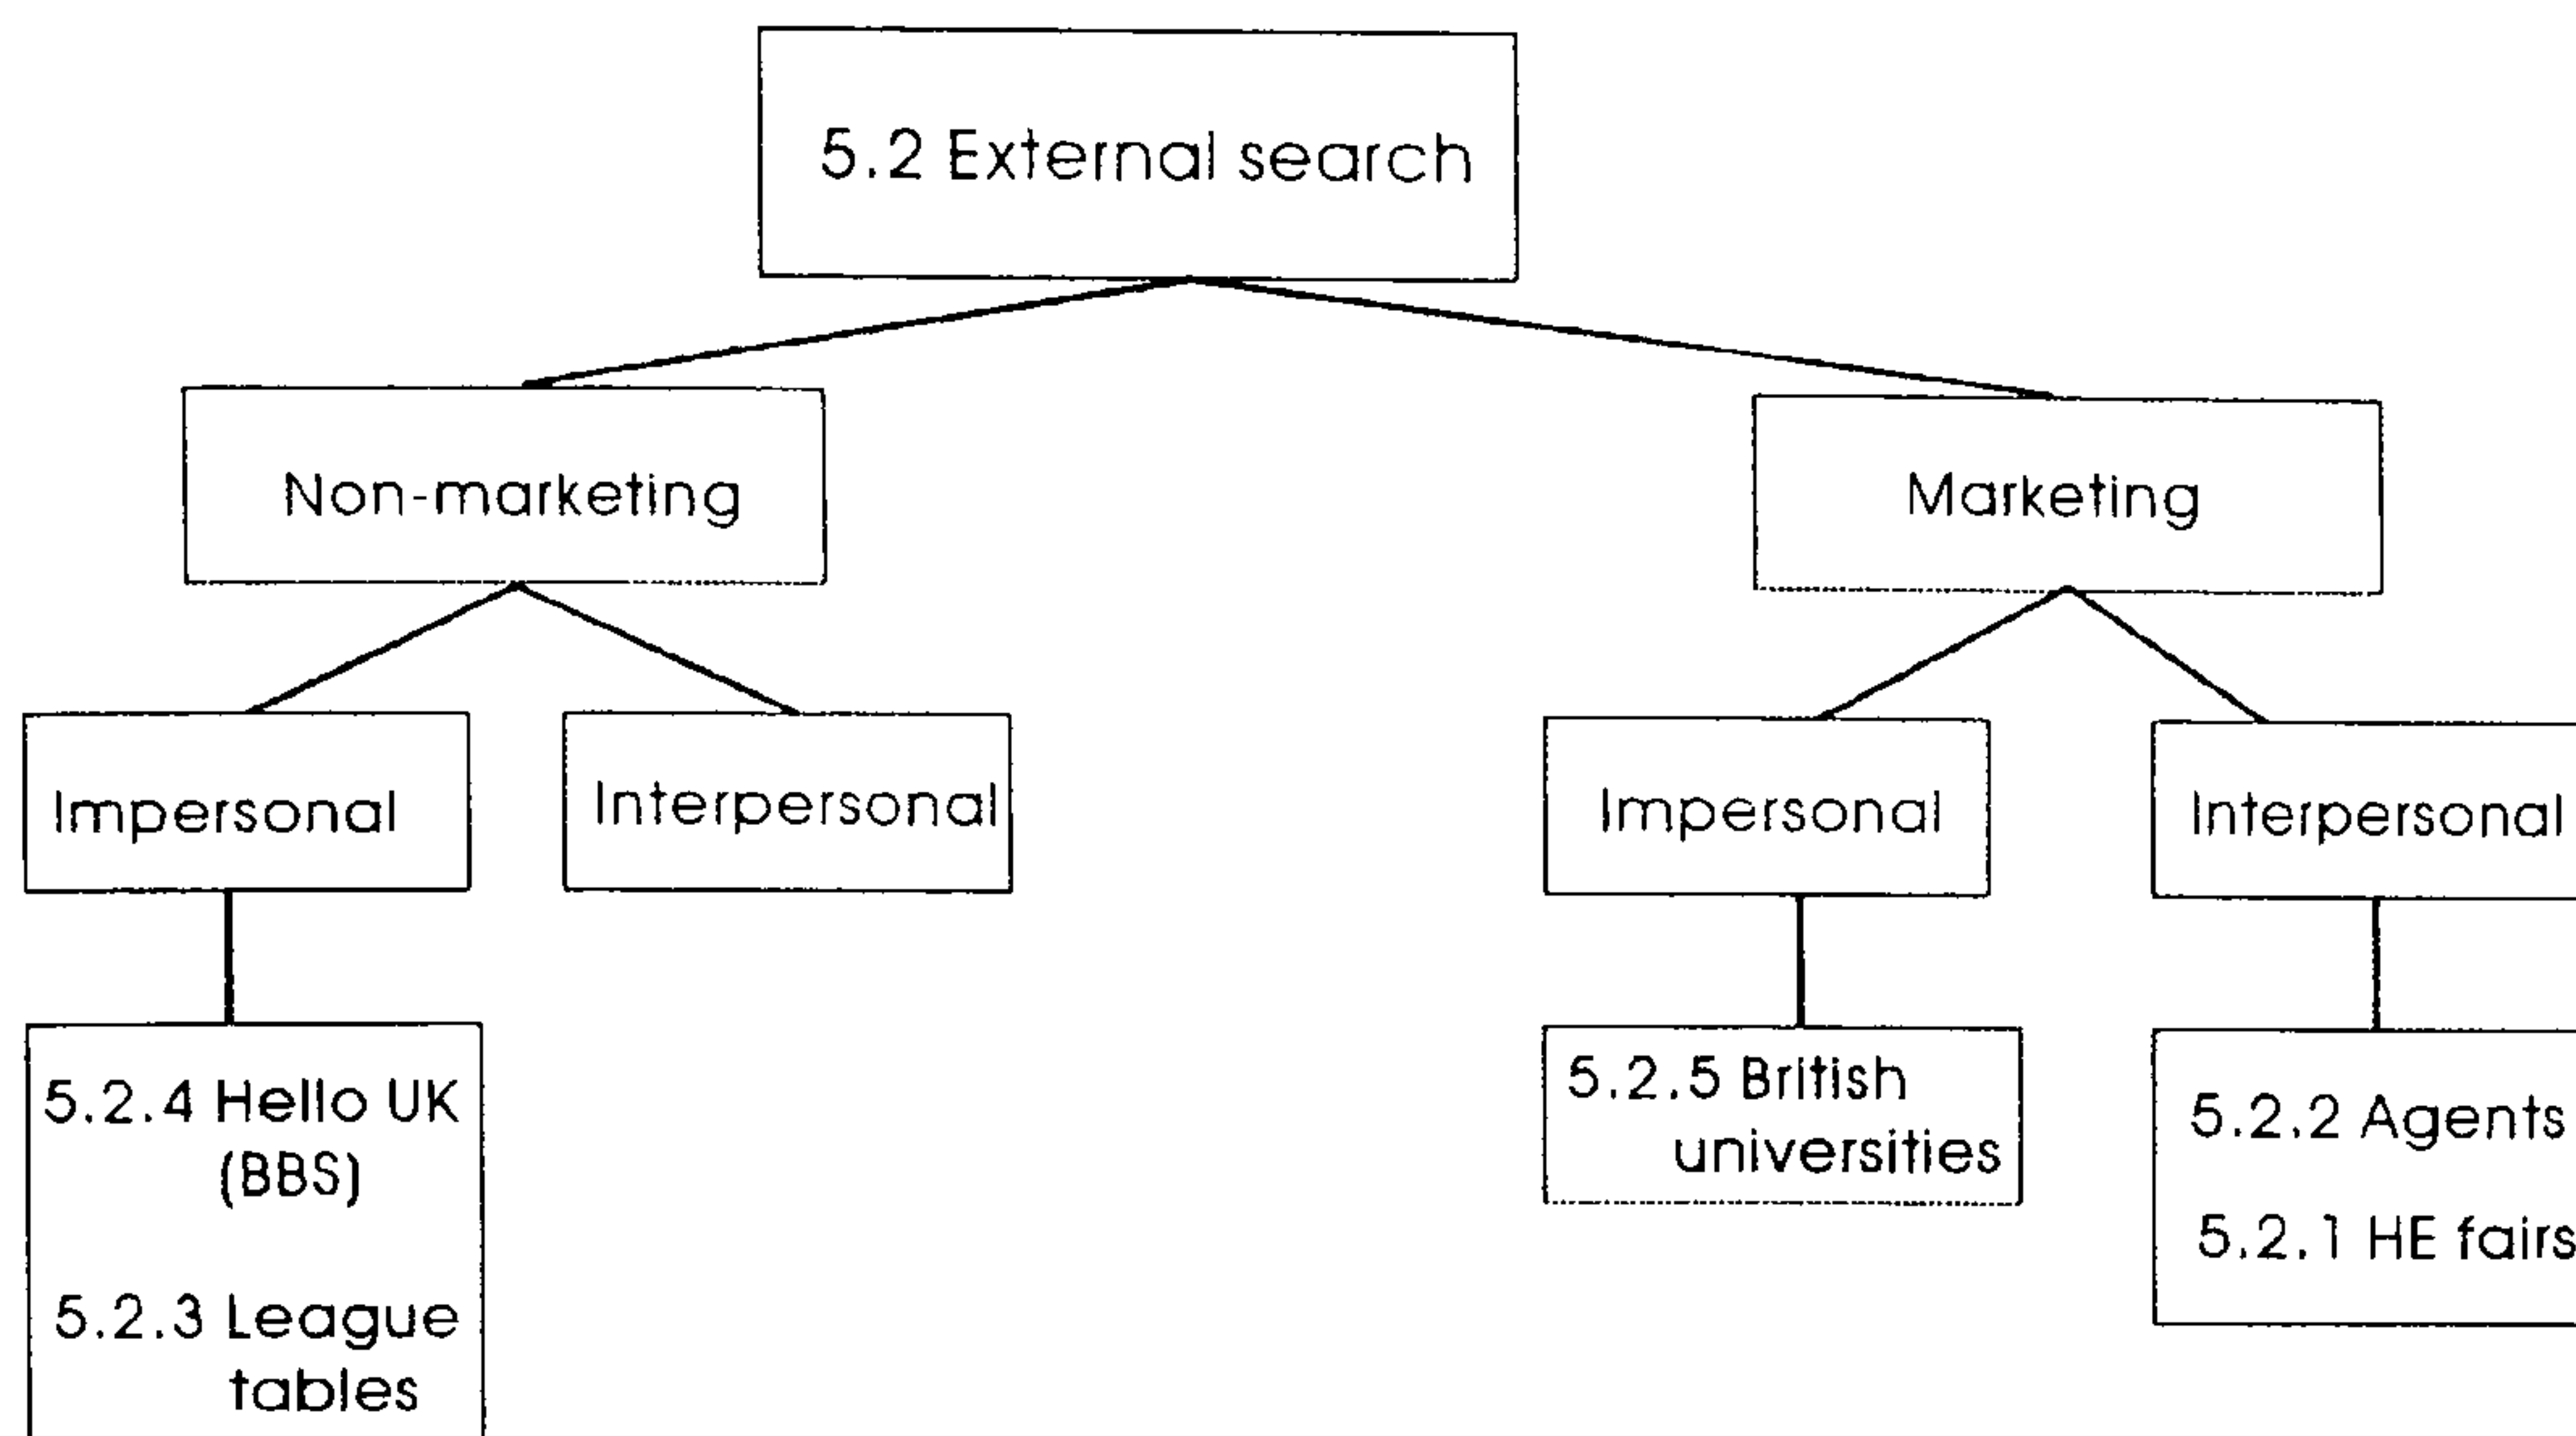 5.2 External search
Non-marketing
Marketing
Impersonal
Interpersonal
Impersonal
Interpersonal
5.2.4 Hello UK
(BBS)
5.2.3 League
tables
5.2.5 British
universities
5.2.2 Agents
5.2.1 HE fairs